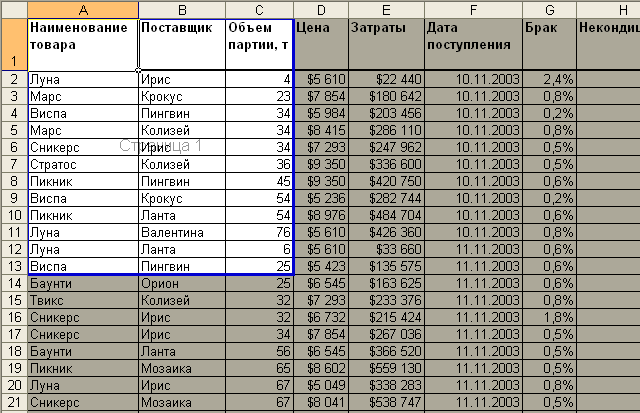 A B C D E F G H
Наименование товара Поставщик Объем партии, т Цена Затраты Дата поступления Брак Некондиц
1
2 Луна Ирис 4 $5 610 $22 440 10.11.2003 2,4%
3 Марс Крокус 23 $7 854 $180 642 10.11.2003 0,8%
4 Виспа Пингвин 34 $5 984 $203 456 10.11.2003 0,2%
5 Марс Колизей 34 $8 415 $286 110 10.11.2003 0,8%
6 Сникерс Ирис 34 $7 293 $247 962 10.11.2003 0,5%
Страница 1
7 Стратос Колизей 36 $9 350 $336 600 10.11.2003 0,5%
8 Пикник Пингвин 45 $9 350 $420 750 10.11.2003 0,6%
9 Виспа Крокус 54 $5 236 $282 744 10.11.2003 0,2%
10 Пикник Ланта 54 $8 976 $484 704 10.11.2003 0,6%
11 Луна Валентина 76 $5 610 $426 360 10.11.2003 0,8%
12 Луна Ланта 6 $5 610 $33 660 11.11.2003 0,6%
13 Виспа Пингвин 25 $5 423 $135 575 11.11.2003 0,6%
14 Баунти Орион 25 $6 545 $163 625 11.11.2003 0,6%
15 Твикс Колизей 32 $7 293 $233 376 11.11.2003 0,8%
16 Сникерс Ирис 32 $6 732 $215 424 11.11.2003 1,8%
17 Сникерс Ирис 34 $7 854 $267 036 11.11.2003 0,5%
18 Баунти Ланта 56 $6 545 $366 520 11.11.2003 0,5%
19 Пикник Мозаика 65 $8 602 $559 130 11.11.2003 0,5%
20 Луна Ирис 67 $5 049 $338 283 11.11.2003 0,8%
21 Сникерс Мозаика 67 $8 041 $538 747 11.11.2003 0,5%